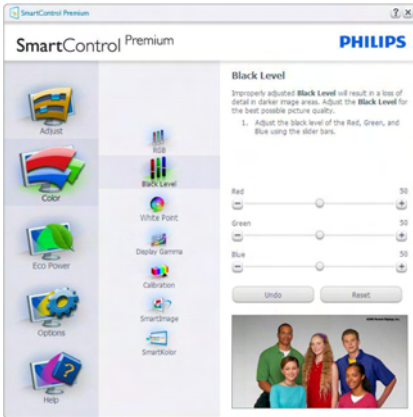 SmartControl Premium
SmartControl Premium
PHILIPS
Adjust
Color
Eco Power
Options
Help
RGB
Black Level
White Point
Display Gamma
Calibration
SmartImage
SmartKolor
Black Level
Improperly adjusted Black Level will result in a loss of
detail in darker image areas. Adjust the Black Level for
the best possible picture quality.
1. Adjust the black level of the Red, Green, and
Blue using the slider bars.
Red 50
Green 50
Blue 50
Undo Reset